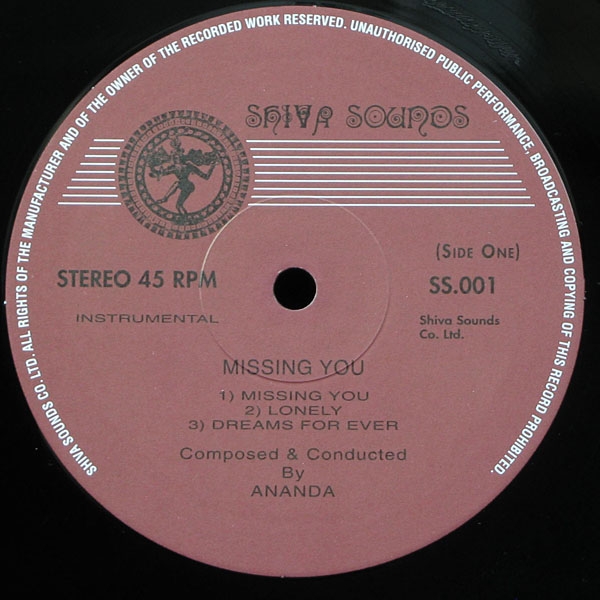 SHIVA SOUNDS CO. LTD. ALL RIGHTS OF THE MANUFACTURER AND OF THE OWNER OF THE RECORDED WORK RESERVED. UNAUTHORISED PUBLIC PERFORMANCE, BROADCASTING AND COPYING OF THIS RECORD PROHIBITED.
SHIVA SOUNDS
(SIDE ONE)
STEREO 45 RPM
SS.001
INSTRUMENTAL
Shiva Sounds
Co. Ltd.
MISSING YOU
1) MISSING YOU
2) LONELY
3) DREAMS FOR EVER
Composed & Conducted
By
ANANDA